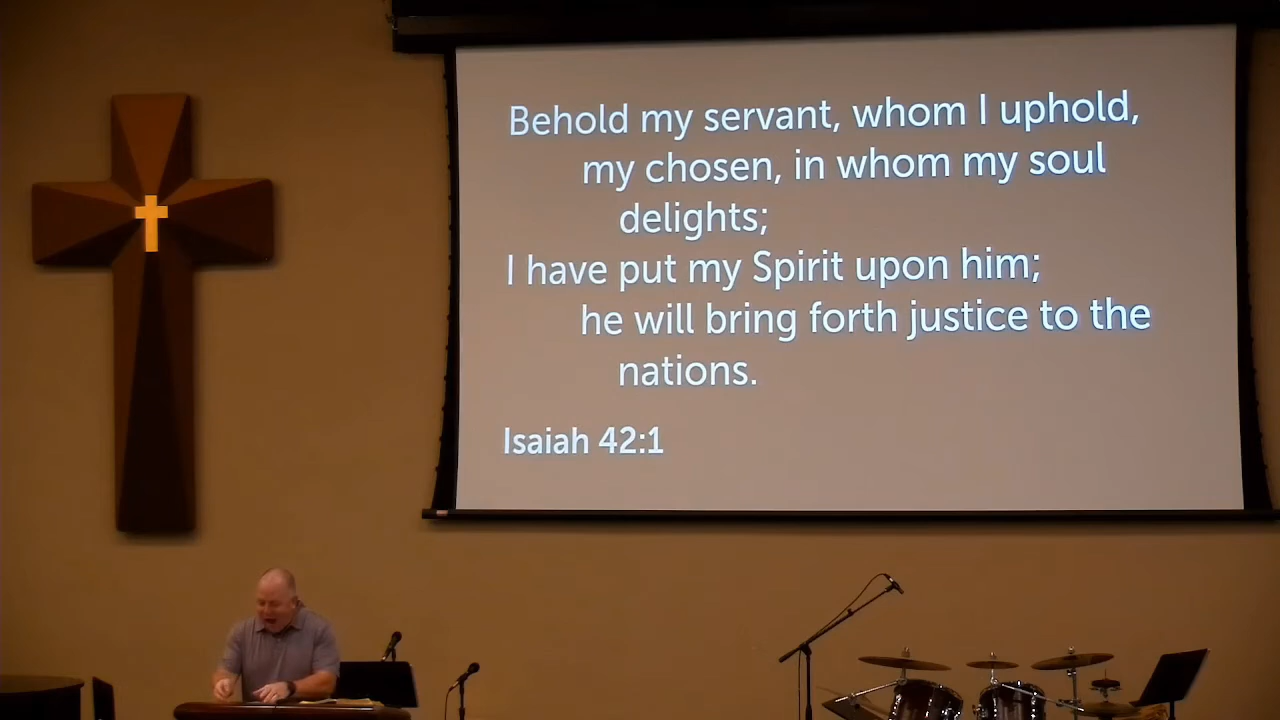 Behold my servant, whom I uphold,
my chosen, in whom my soul
delights;
I have put my Spirit upon him;
he will bring forth justice to the
nations.
Isaiah 42:1